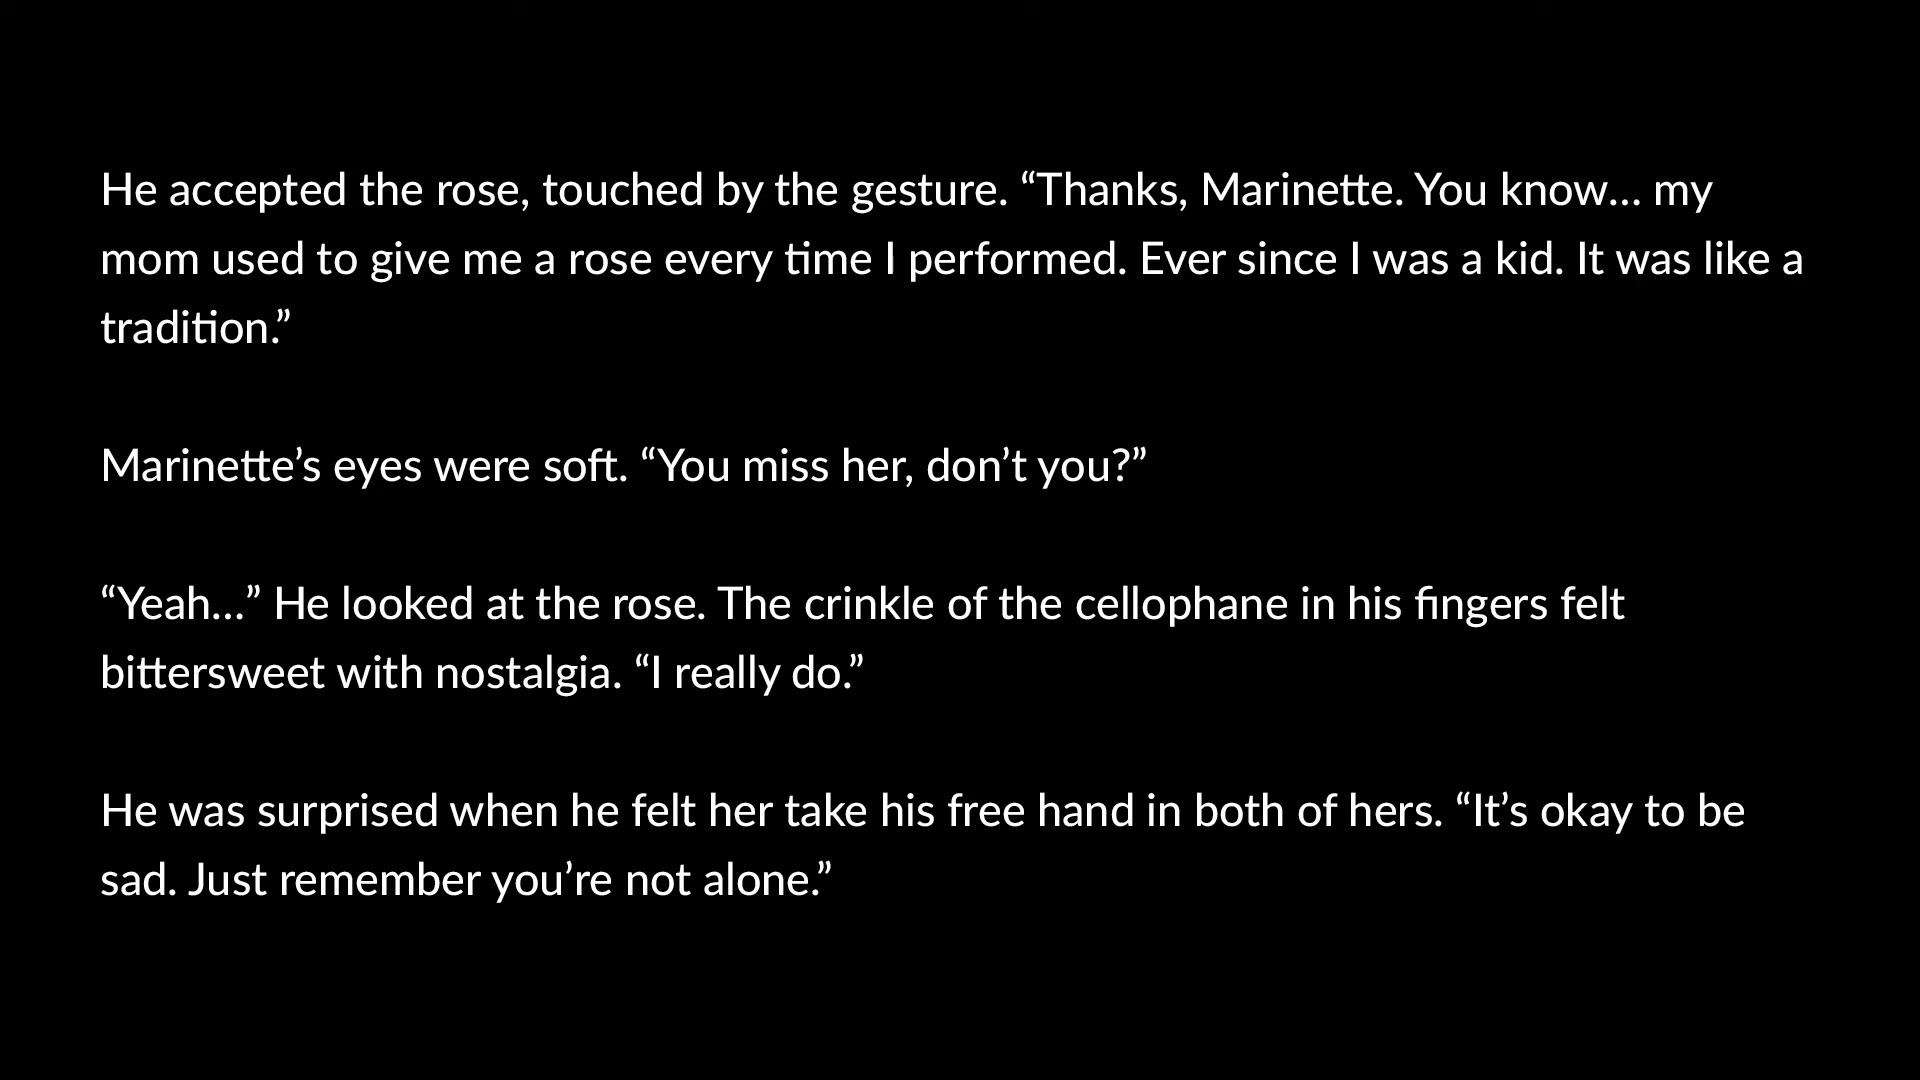 He accepted the rose, touched by the gesture. “Thanks, Marinette. You know… my
mom used to give me a rose every time I performed. Ever since I was a kid. It was like a
tradition.”
Marinette’s eyes were soft. “You miss her, don’t you?”
“Yeah…” He looked at the rose. The crinkle of the cellophane in his fingers felt
bittersweet with nostalgia. “I really do.”
He was surprised when he felt her take his free hand in both of hers. “It’s okay to be
sad. Just remember you’re not alone.”